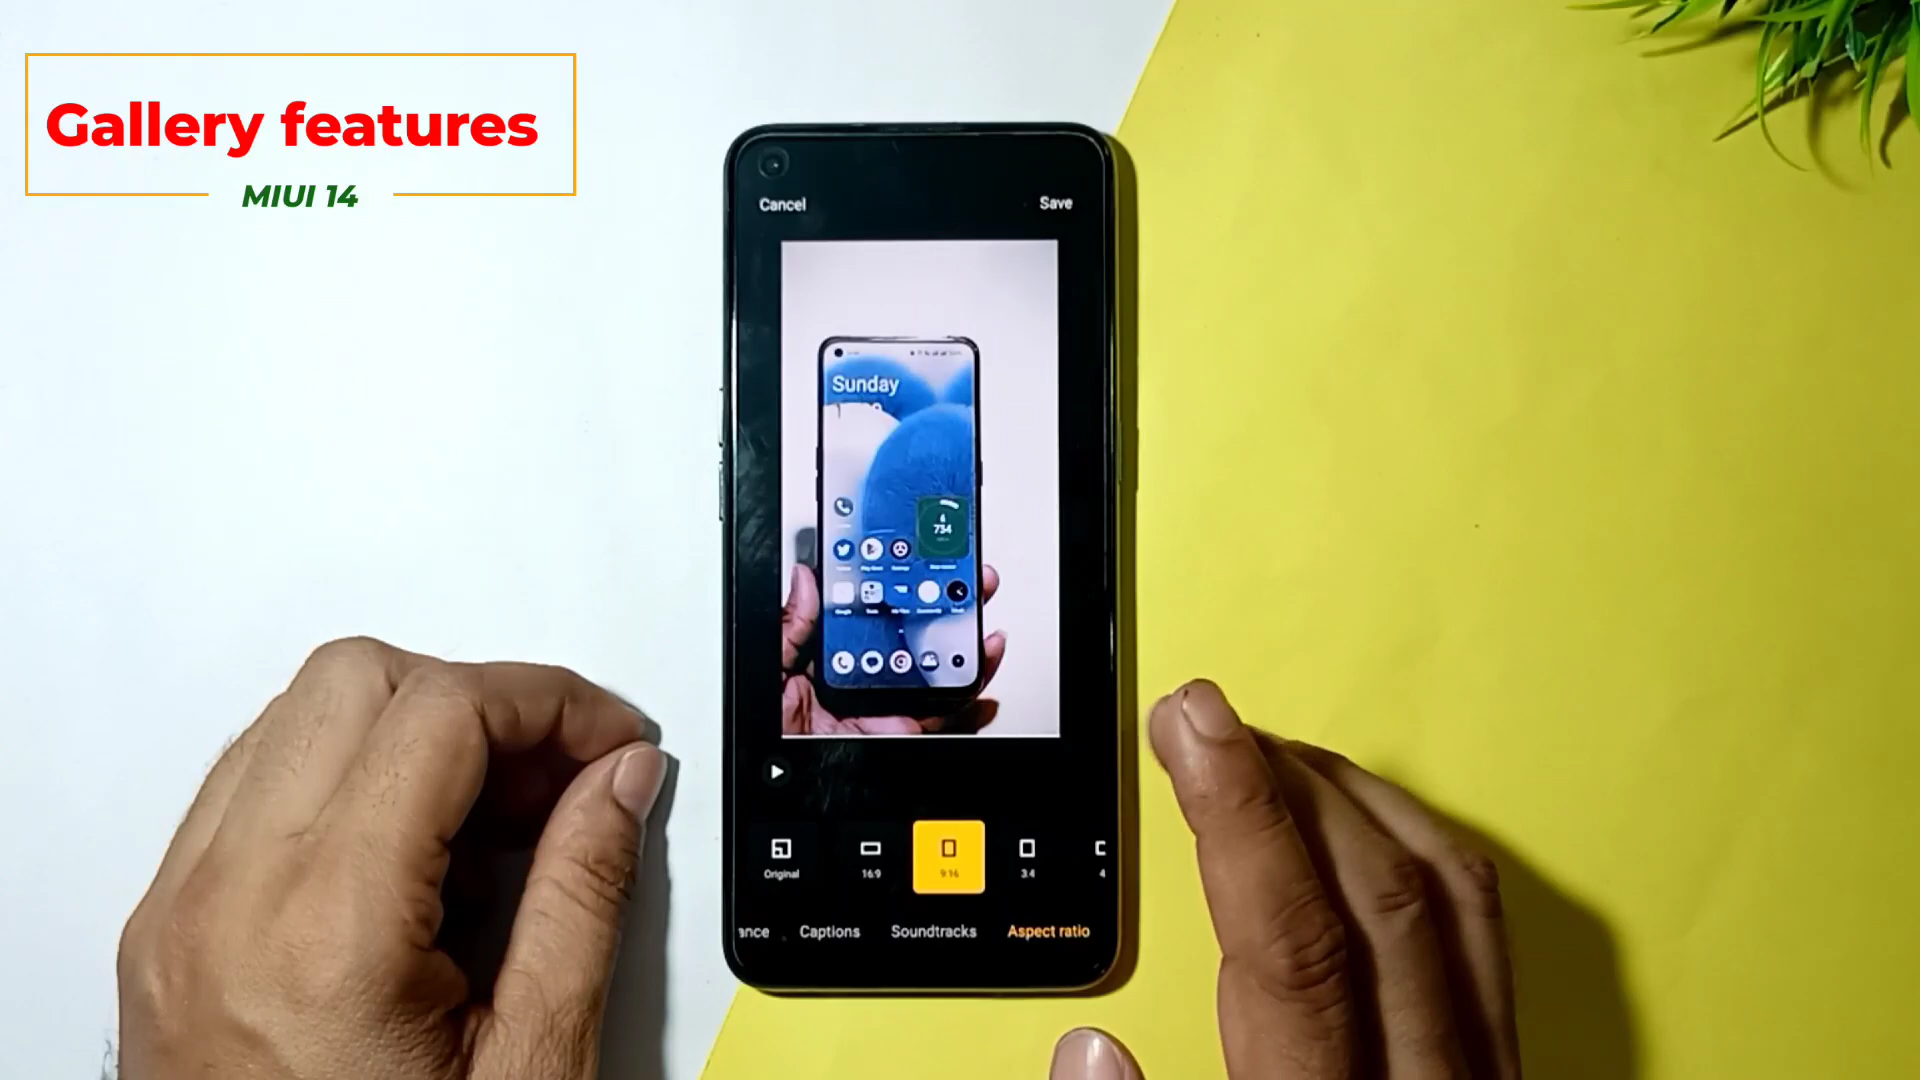 Gallery features
MIUI 14
Cancel
Save
Sunday
734
Original
16:9
9:16
3:4
4
ance
Captions
Soundtracks
Aspect ratio